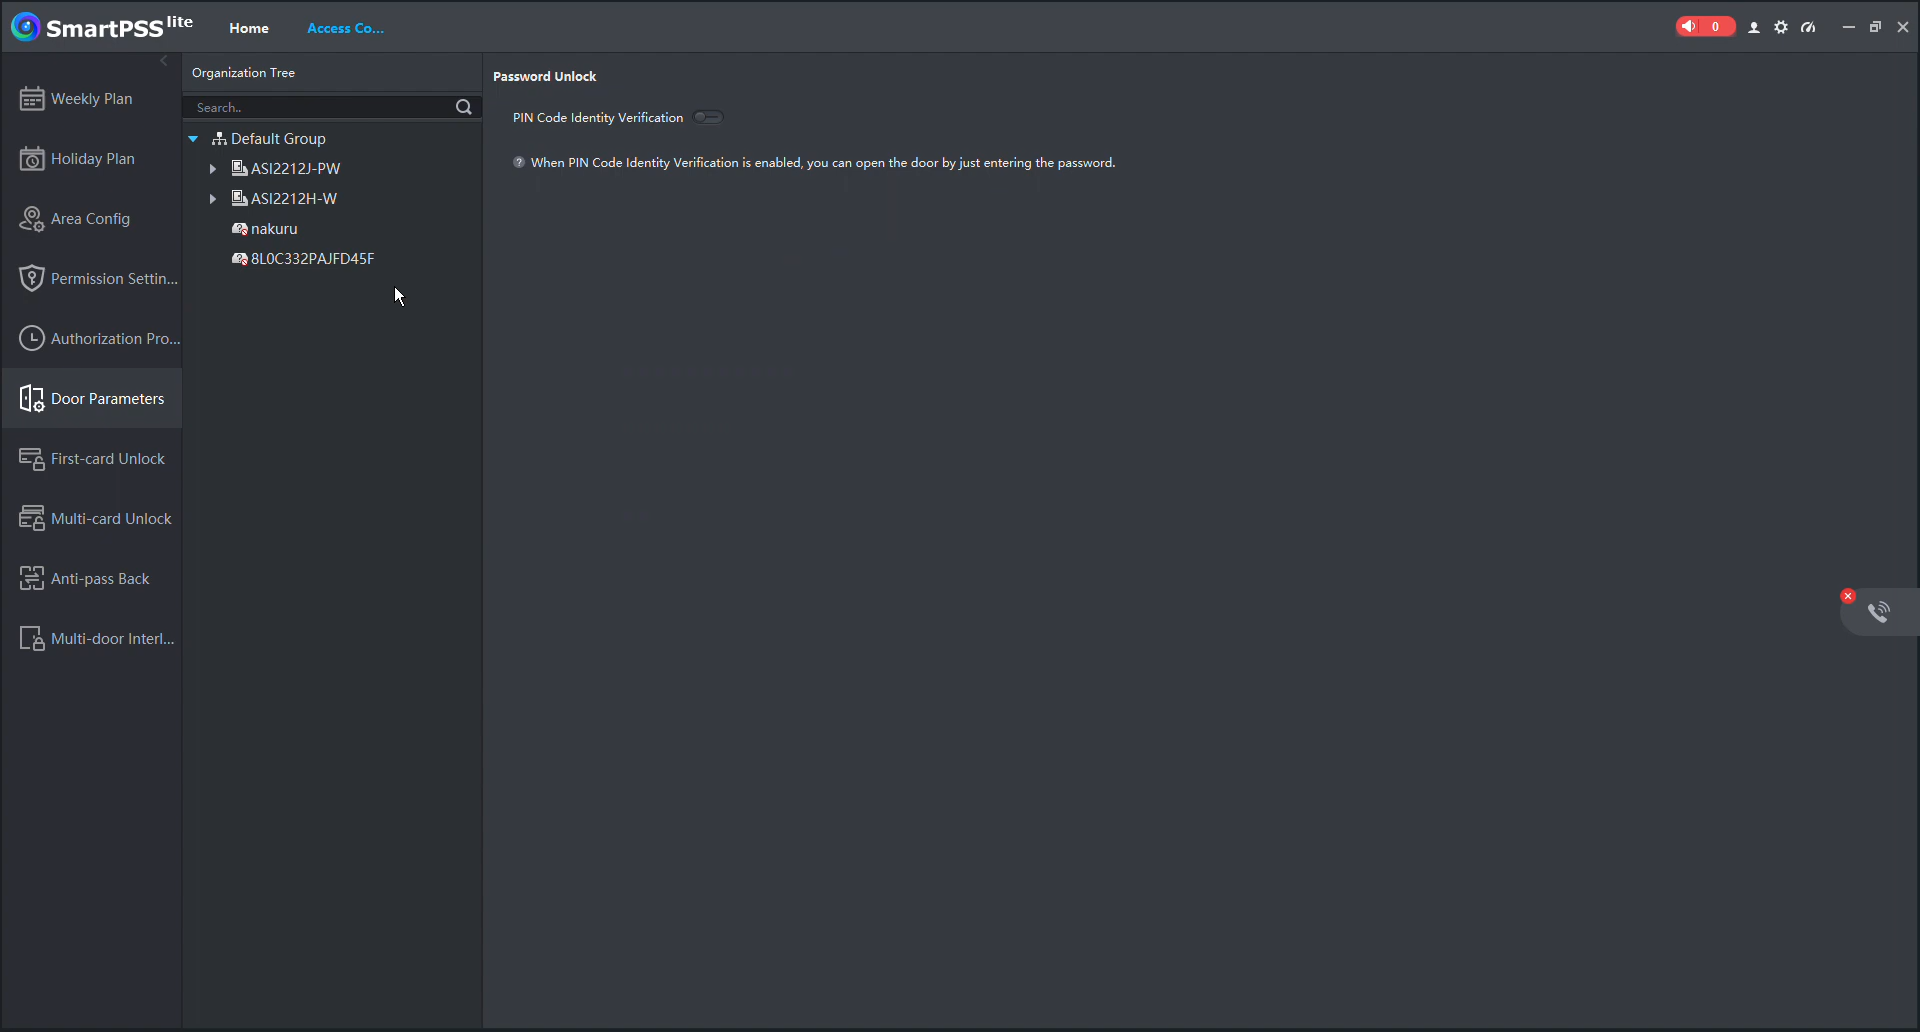 SmartPSS lite
Home
Access Co...
0
Weekly Plan
Holiday Plan
Area Config
Permission Settin...
Authorization Pro...
Door Parameters
First-card Unlock
Multi-card Unlock
Anti-pass Back
Multi-door Interl...
Organization Tree
Search..
Default Group
ASI2212J-PW
ASI2212H-W
nakuru
8L0C332PAJFD45F
Password Unlock
PIN Code Identity Verification
When PIN Code Identity Verification is enabled, you can open the door by just entering the password.